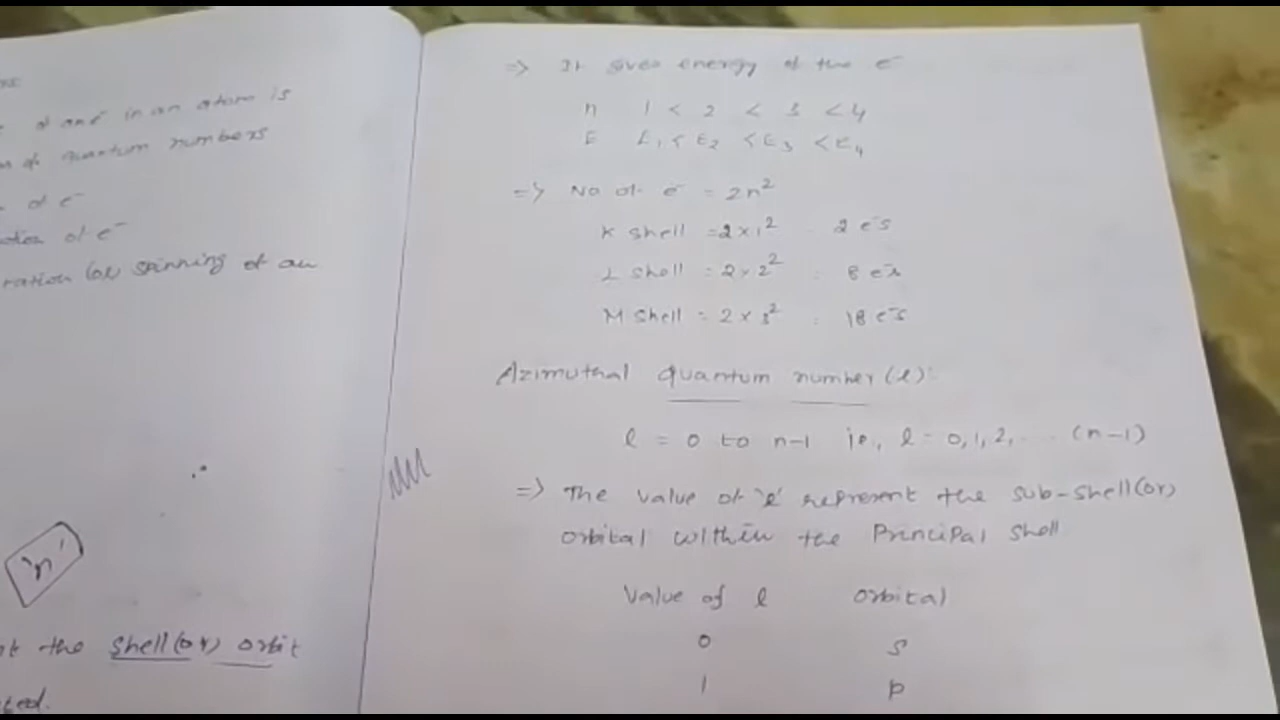 of an e⁻ in an atom is
of quantum numbers
of e⁻
of e⁻
(or) spinning of an
'n'
the shell (or) orbit
=> It gives energy of the e⁻
n 1 < 2 < 3 < 4
E E₁ < E₂ < E₃ < E₄
=> No of e⁻ = 2n²
K shell = 2 × 1² : 2 e⁻s
L shell = 2 × 2² : 8 e⁻s
M shell = 2 × 3² : 18 e⁻s
Azimuthal quantum number (l):
l = 0 to n-1 ie., l = 0, 1, 2, .... (n-1)
=> The value of 'l' represent the sub-shell (or)
orbital within the Principal shell
Value of l orbital
0 s
1 p